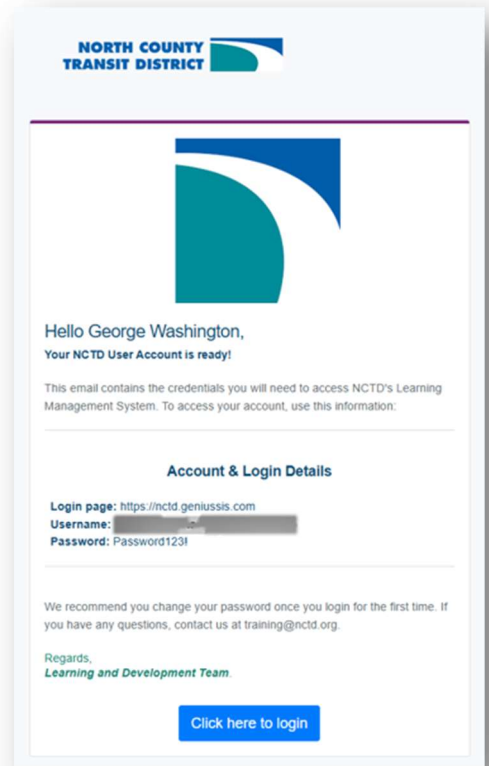 NORTH COUNTY
TRANSIT DISTRICT
Hello George Washington,
Your NCTD User Account is ready!
This email contains the credentials you will need to access NCTD's Learning
Management System. To access your account, use this information:
Account & Login Details
Login page: https://nctd.geniussis.com
Username:
Password: Password123!
We recommend you change your password once you login for the first time. If
you have any questions, contact us at training@nctd.org.
Regards,
Learning and Development Team.
Click here to login